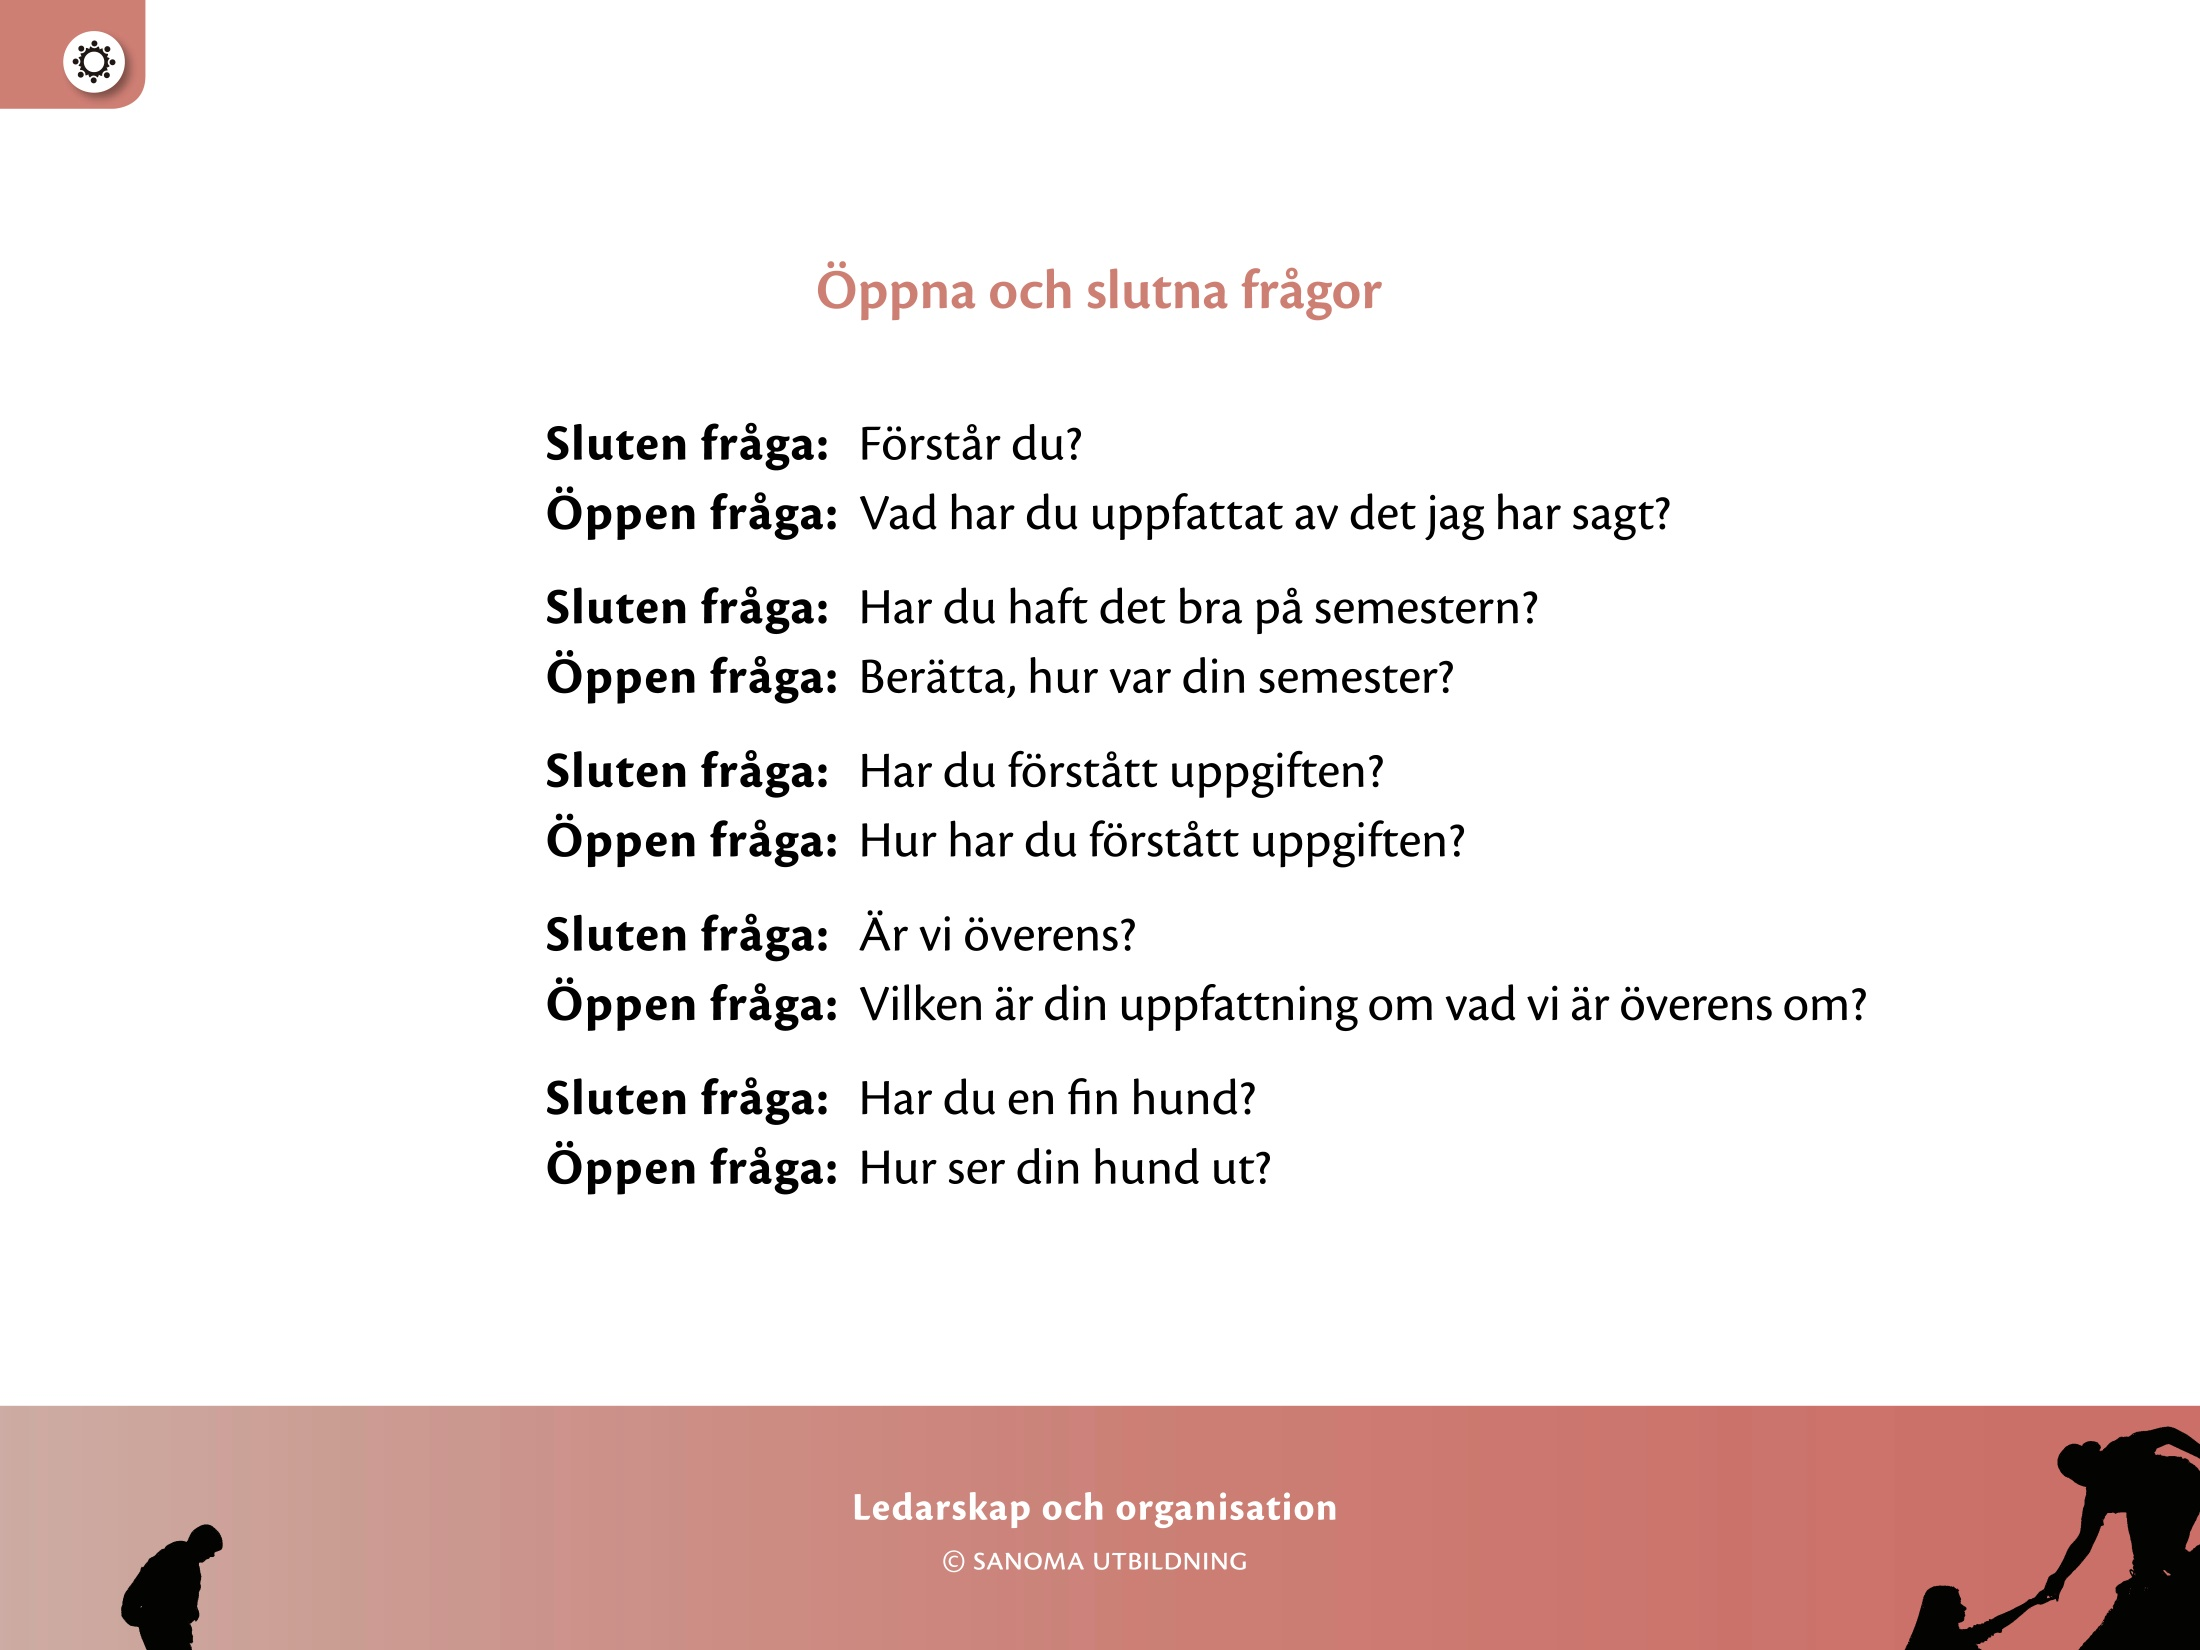 Öppna och slutna frågor
Sluten fråga: Förstår du?
Öppen fråga: Vad har du uppfattat av det jag har sagt?
Sluten fråga: Har du haft det bra på semestern?
Öppen fråga: Berätta, hur var din semester?
Sluten fråga: Har du förstått uppgiften?
Öppen fråga: Hur har du förstått uppgiften?
Sluten fråga: Är vi överens?
Öppen fråga: Vilken är din uppfattning om vad vi är överens om?
Sluten fråga: Har du en fin hund?
Öppen fråga: Hur ser din hund ut?
Ledarskap och organisation
© SANOMA UTBILDNING